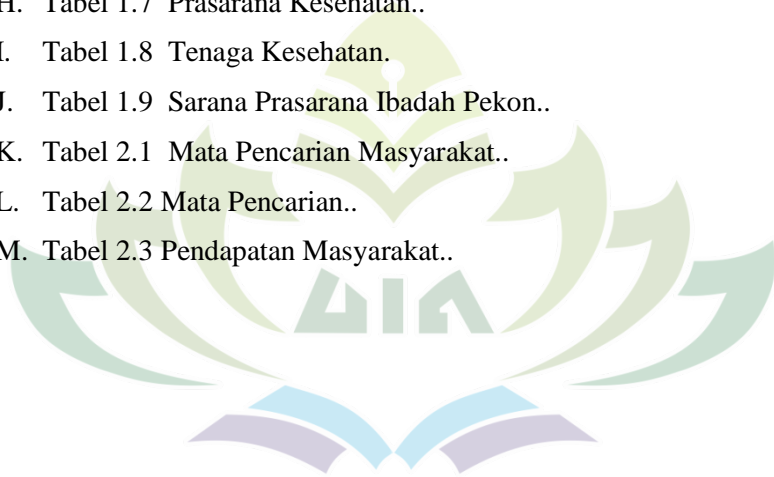 H. Tabel 1.7 Prasarana Kesehatan..
I. Tabel 1.8 Tenaga Kesehatan.
J. Tabel 1.9 Sarana Prasarana Ibadah Pekon..
K. Tabel 2.1 Mata Pencarian Masyarakat..
L. Tabel 2.2 Mata Pencarian..
M. Tabel 2.3 Pendapatan Masyarakat..
UIN